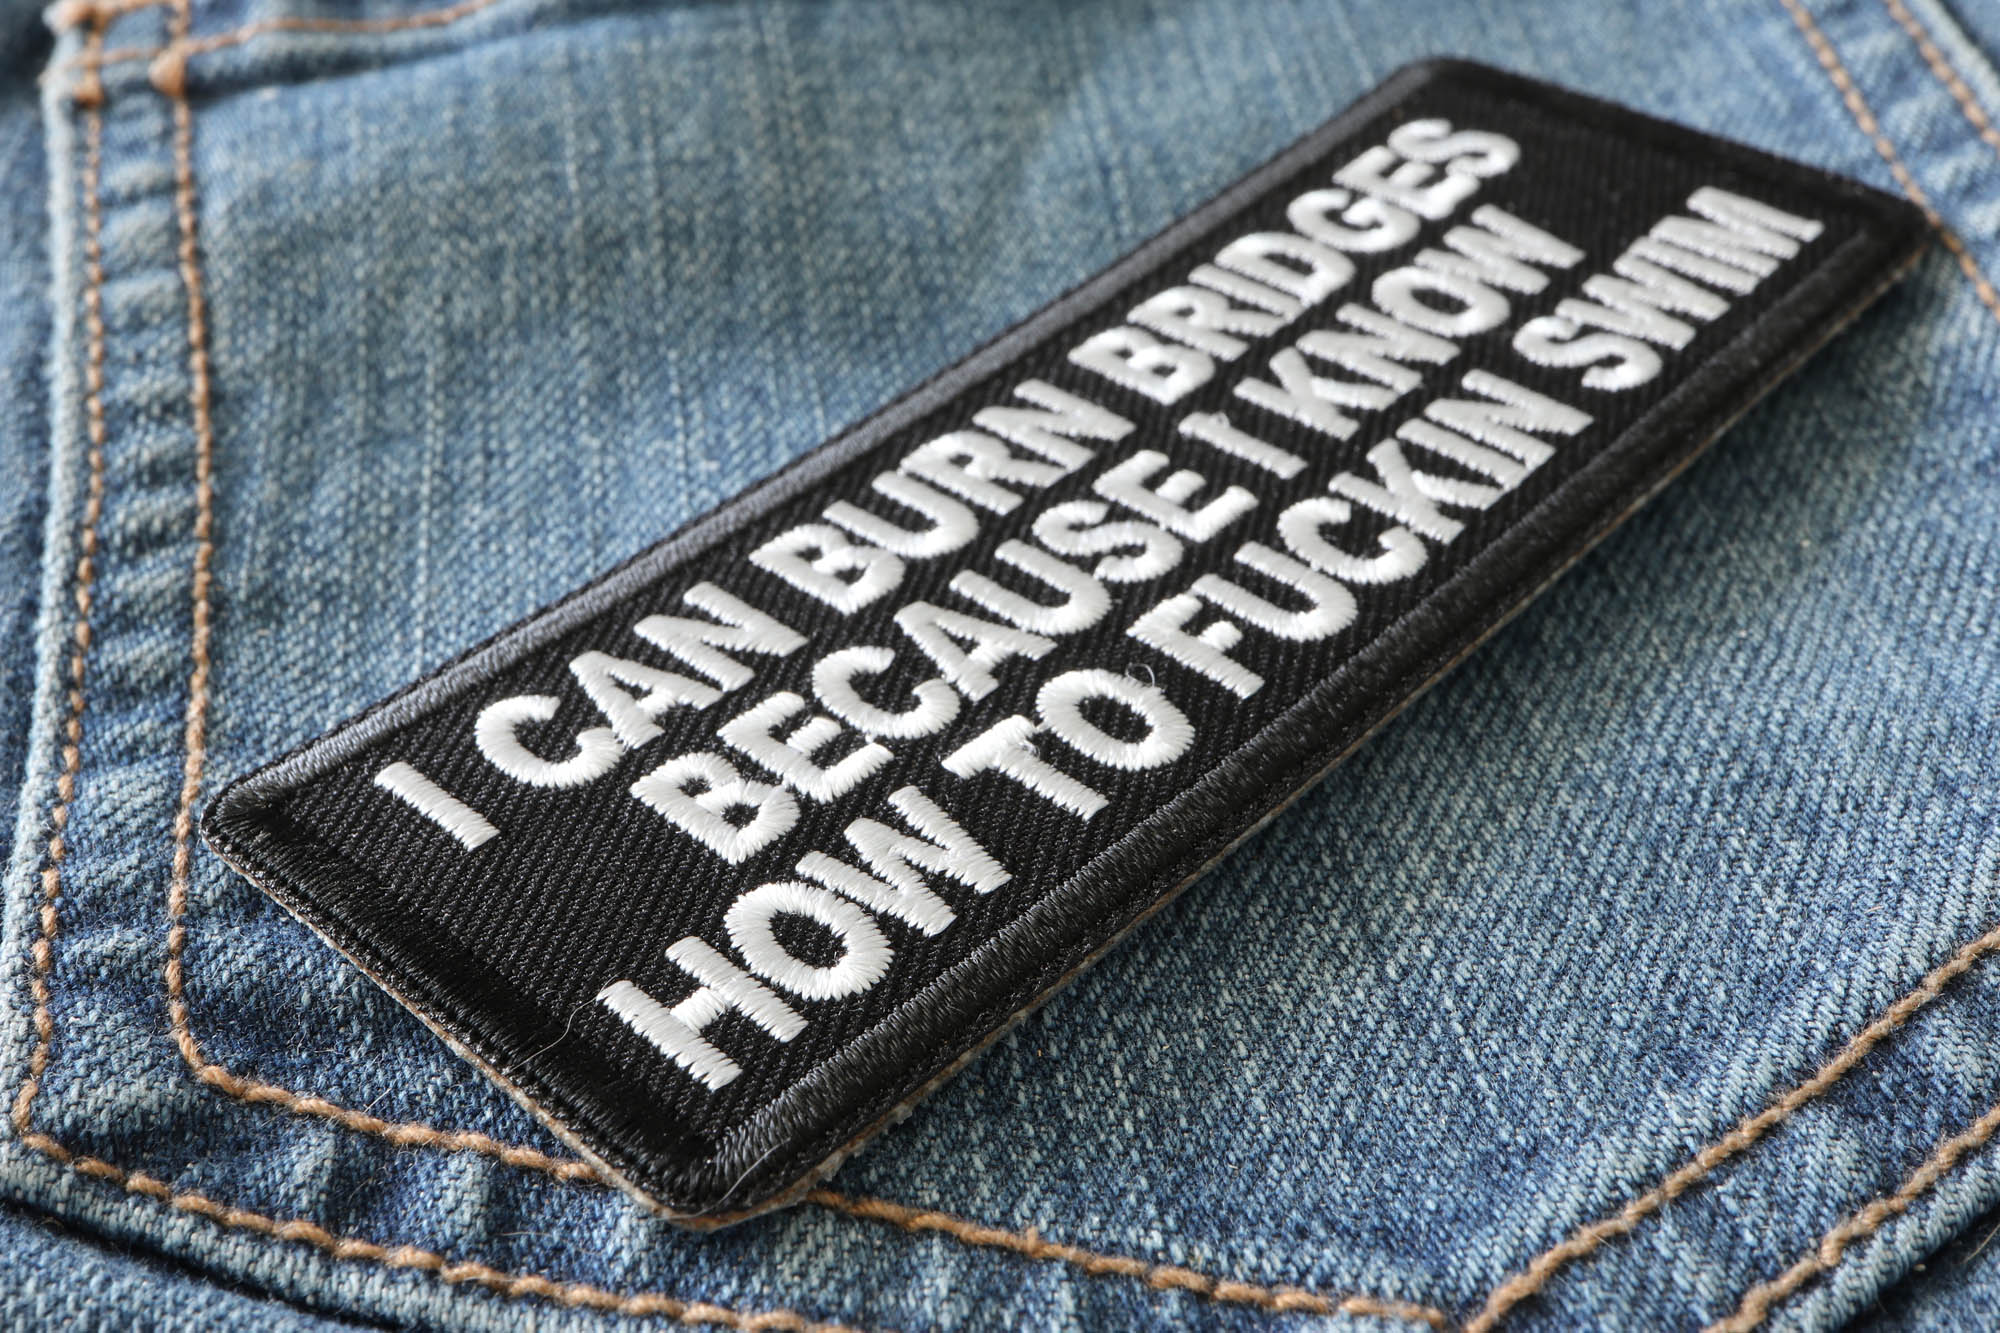 I CAN BURN BRIDGES
BECAUSE I KNOW
HOW TO FUCKIN SWIM